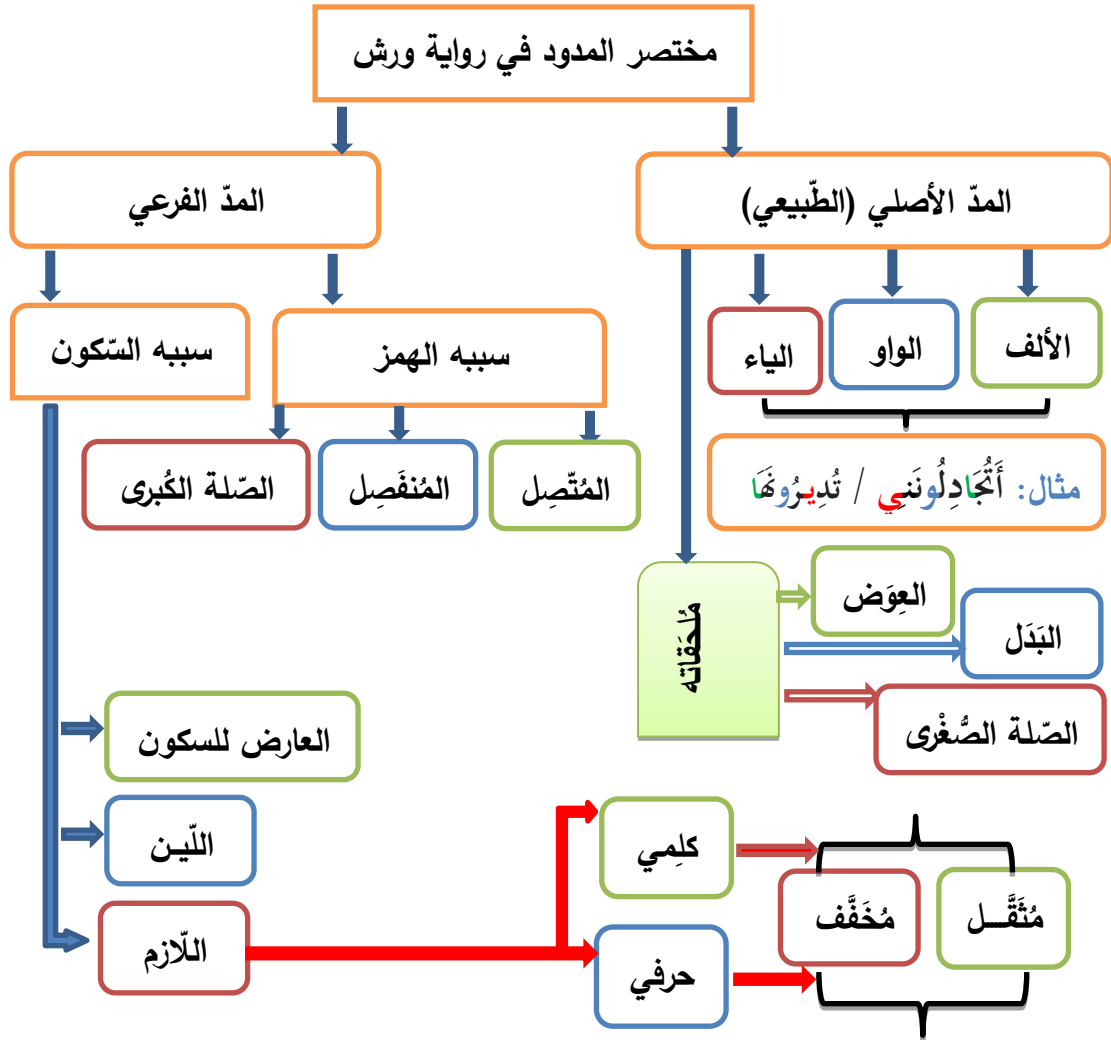 مختصر المدود في رواية ورش
المدّ الأصلي (الطّبيعي)
المدّ الفرعي
الألف
الواو
الياء
سببه الهمز
سببه السّكون
مثال: أَتُجَادِلُونَنِي / تُدِيرُونَهَا
المُتّصِل
المُنفَصِل
الصّلة الكُبرى
مُلحَقاته
العِوَض
البَدَل
الصّلة الصُّغْرى
العارض للسكون
اللّيـن
اللّازم
كلِمي
حرفي
مُثَقَّـــل
مُخَفَّف